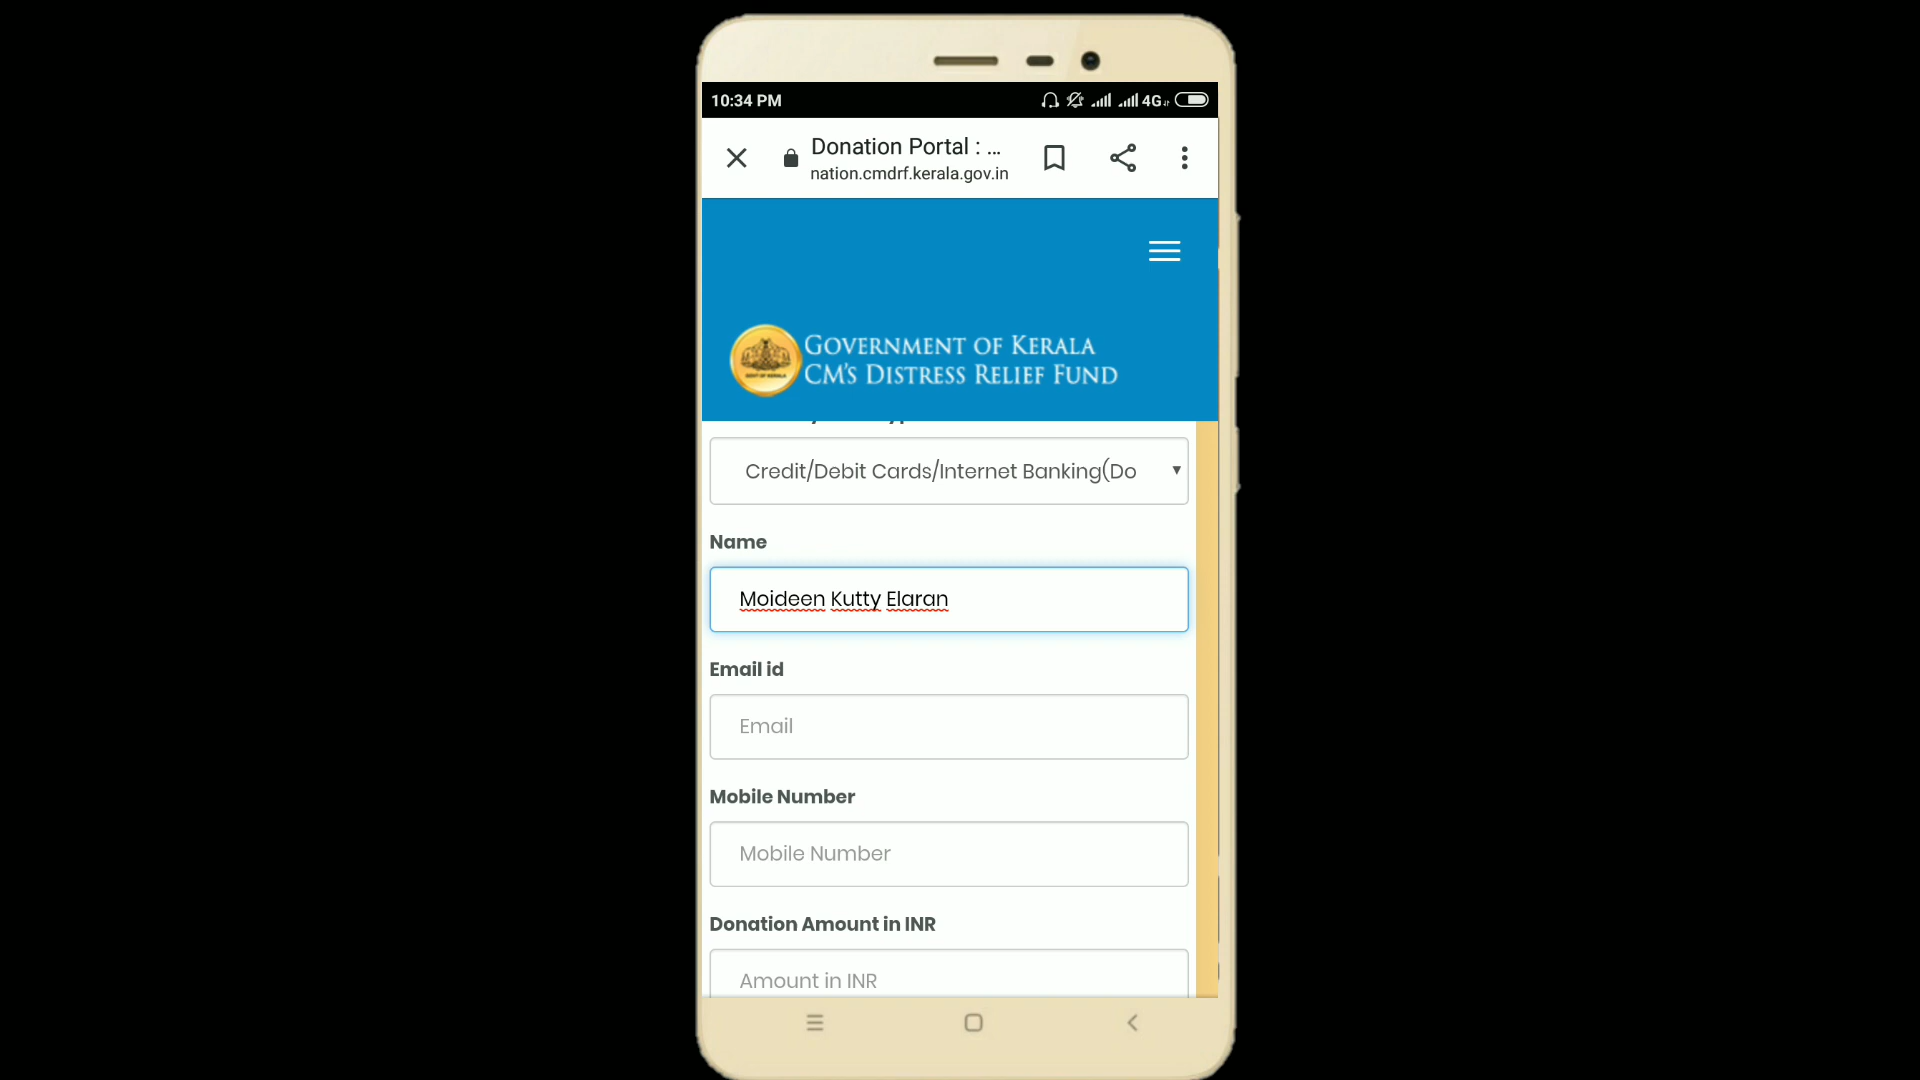 10:34 PM
4G
Donation Portal : ...
nation.cmdrf.kerala.gov.in
GOVERNMENT OF KERALA
CM'S DISTRESS RELIEF FUND
Credit/Debit Cards/Internet Banking(Do
Name
Moideen Kutty Elaran
Email id
Email
Mobile Number
Mobile Number
Donation Amount in INR
Amount in INR